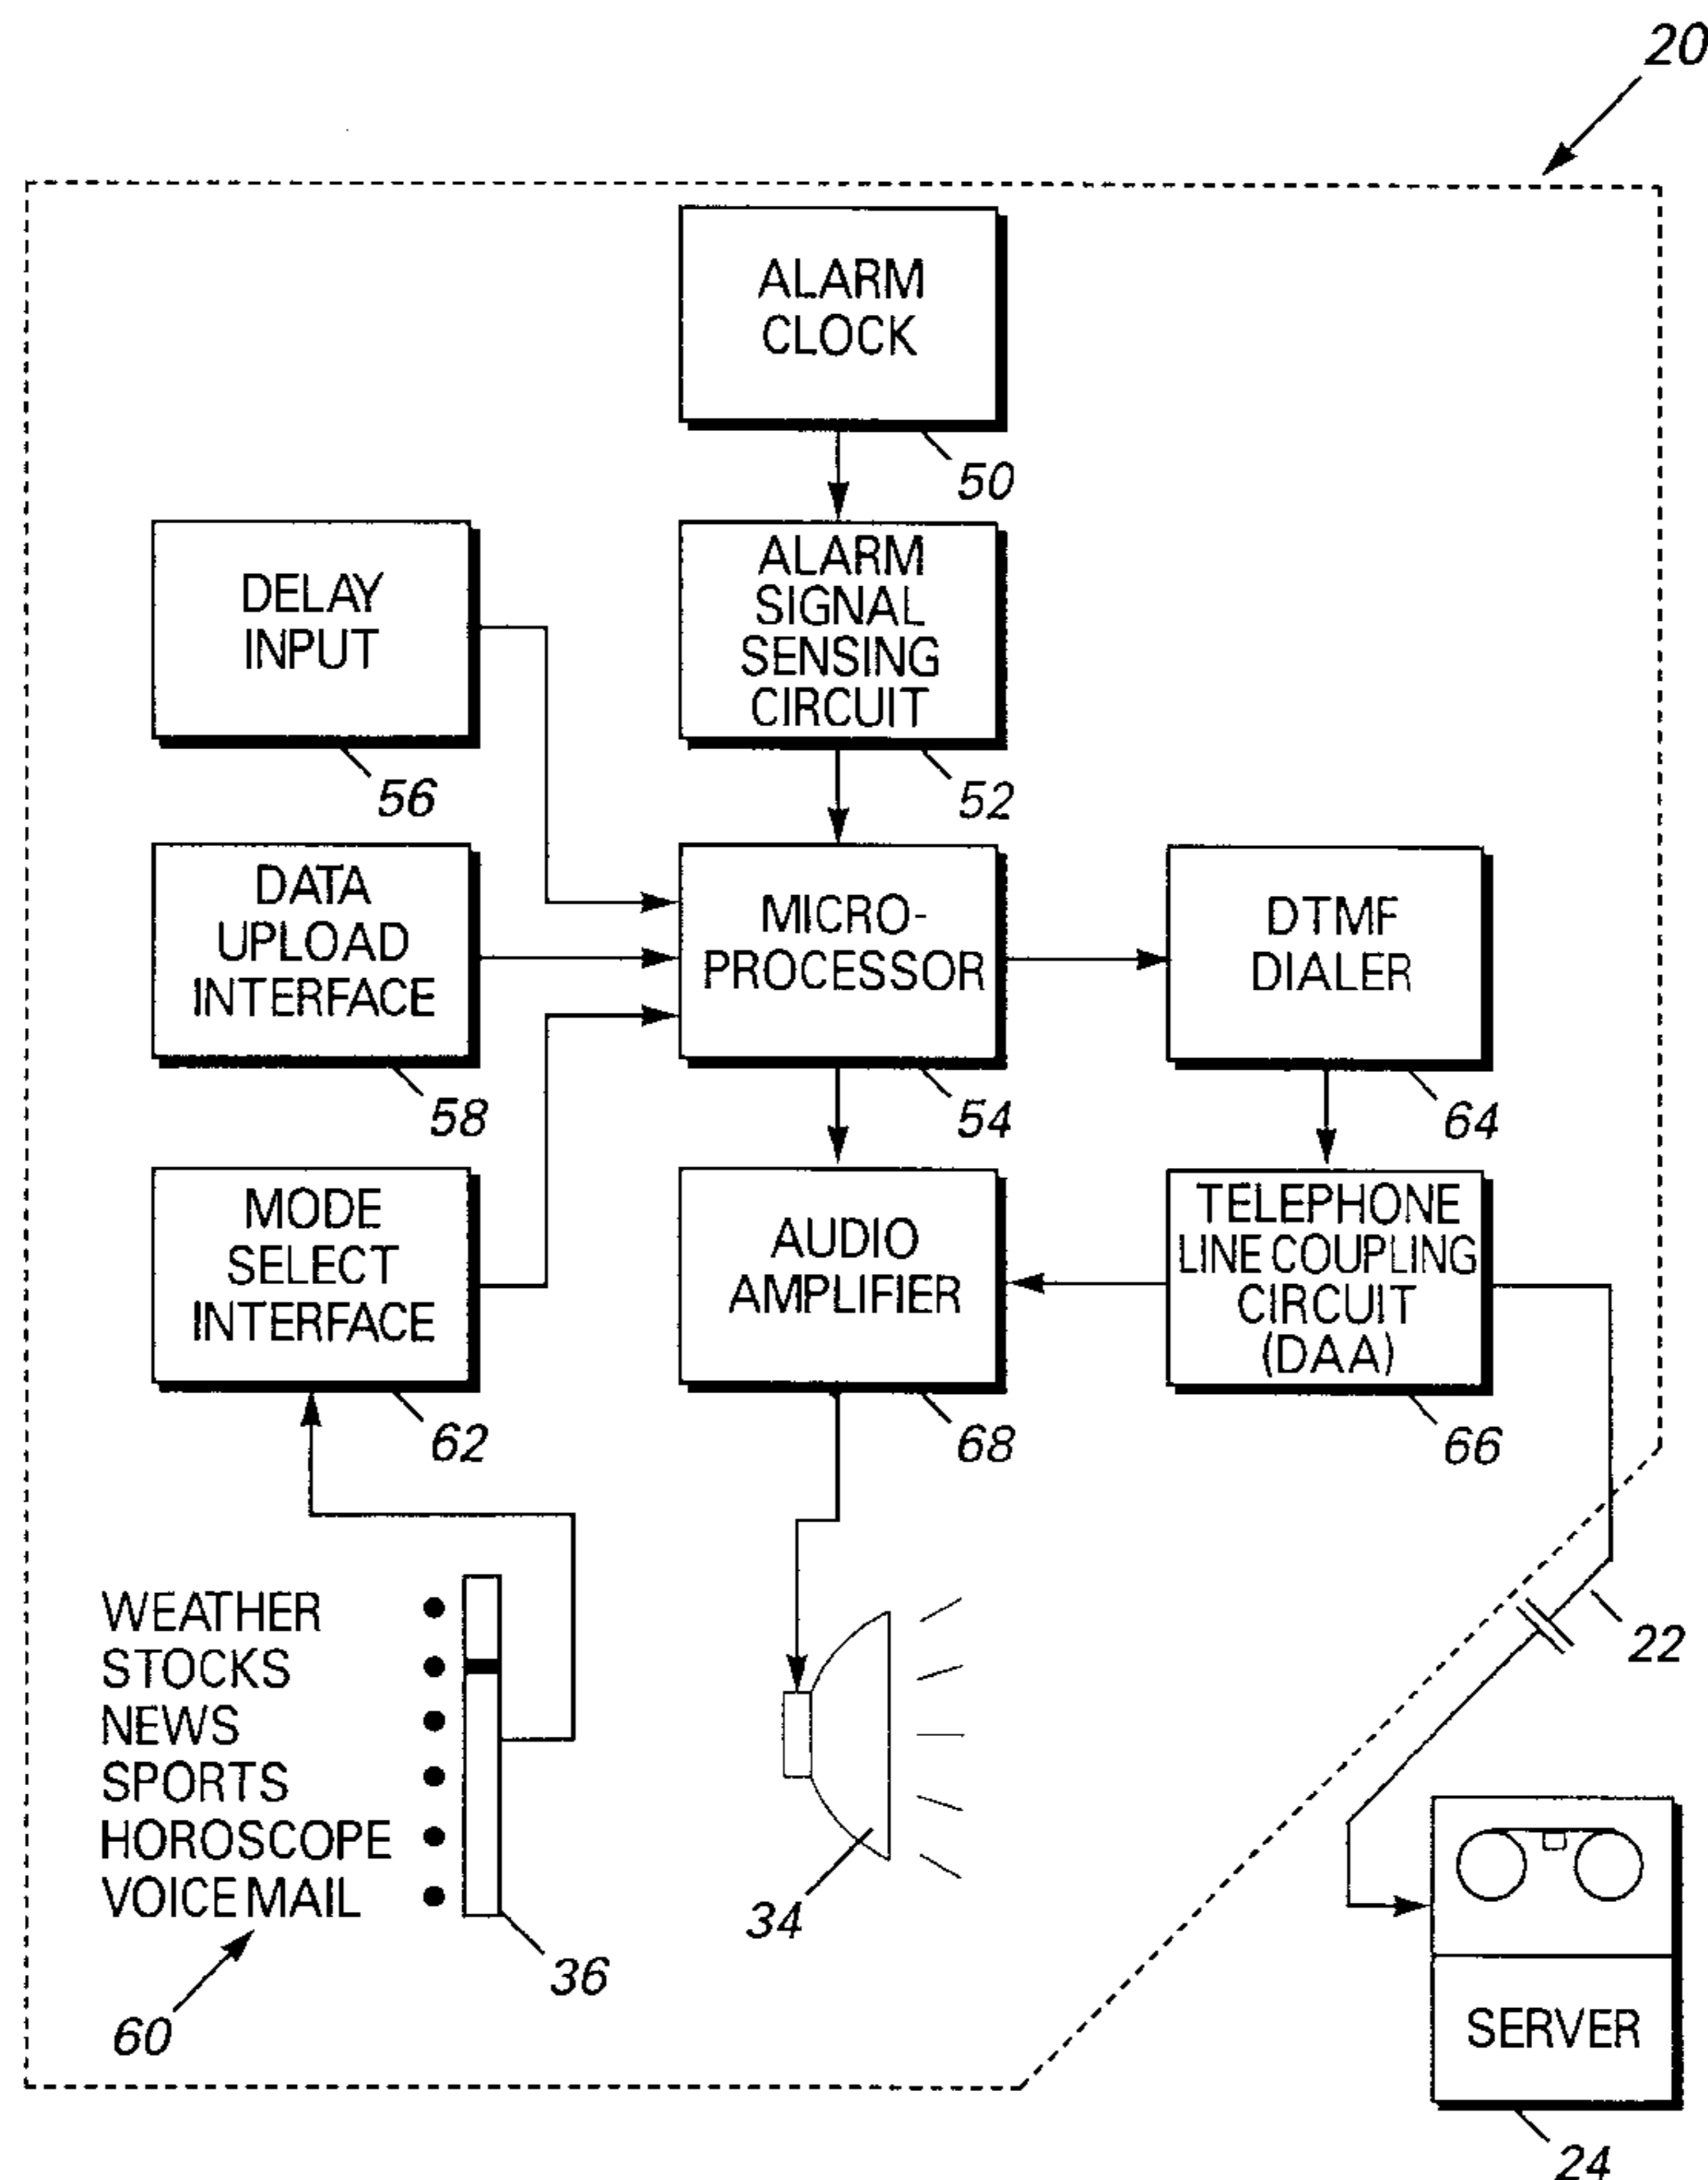 20
ALARM
CLOCK
50
DELAY
INPUT
56
ALARM
SIGNAL
SENSING
CIRCUIT
52
DATA
UPLOAD
INTERFACE
58
MICRO-
PROCESSOR
54
DTMF
DIALER
64
MODE
SELECT
INTERFACE
62
AUDIO
AMPLIFIER
68
TELEPHONE
LINE COUPLING
CIRCUIT
(DAA)
66
WEATHER
STOCKS
NEWS
SPORTS
HOROSCOPE
VOICE MAIL
60
36
34
22
SERVER
24